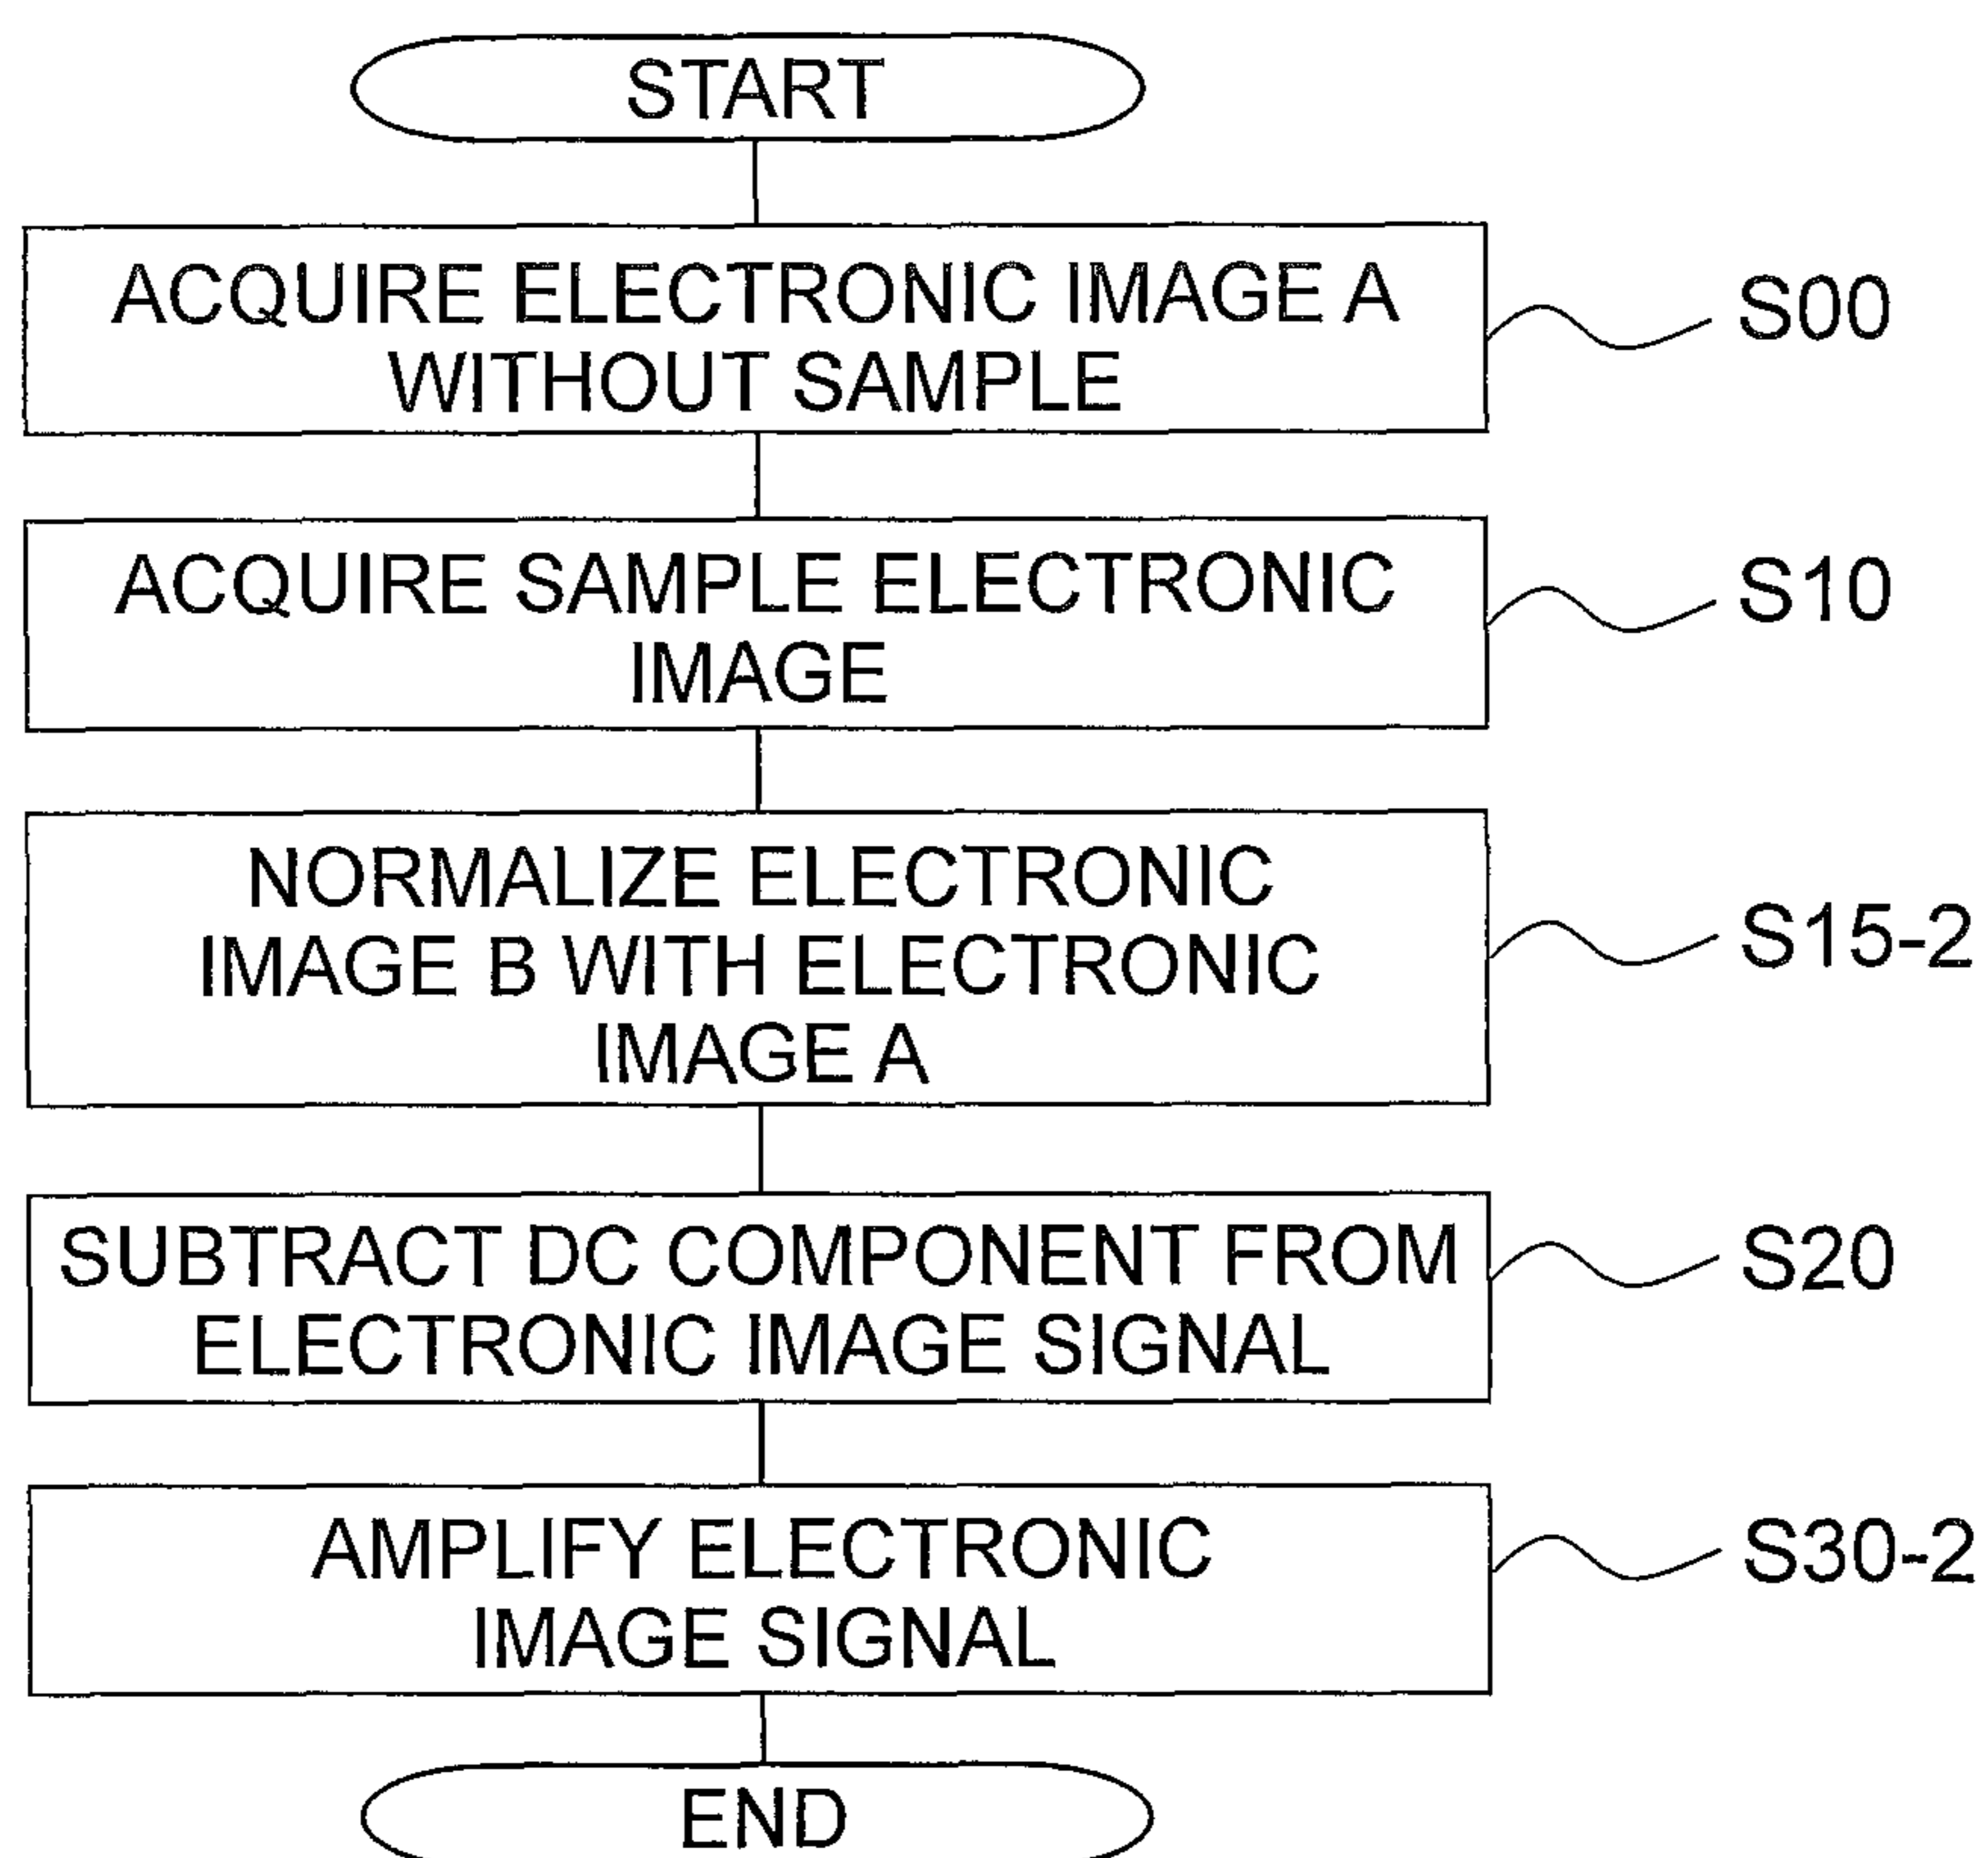 START
ACQUIRE ELECTRONIC IMAGE A
WITHOUT SAMPLE
S00
ACQUIRE SAMPLE ELECTRONIC
IMAGE
S10
NORMALIZE ELECTRONIC
IMAGE B WITH ELECTRONIC
IMAGE A
S15-2
SUBTRACT DC COMPONENT FROM
ELECTRONIC IMAGE SIGNAL
S20
AMPLIFY ELECTRONIC
IMAGE SIGNAL
S30-2
END